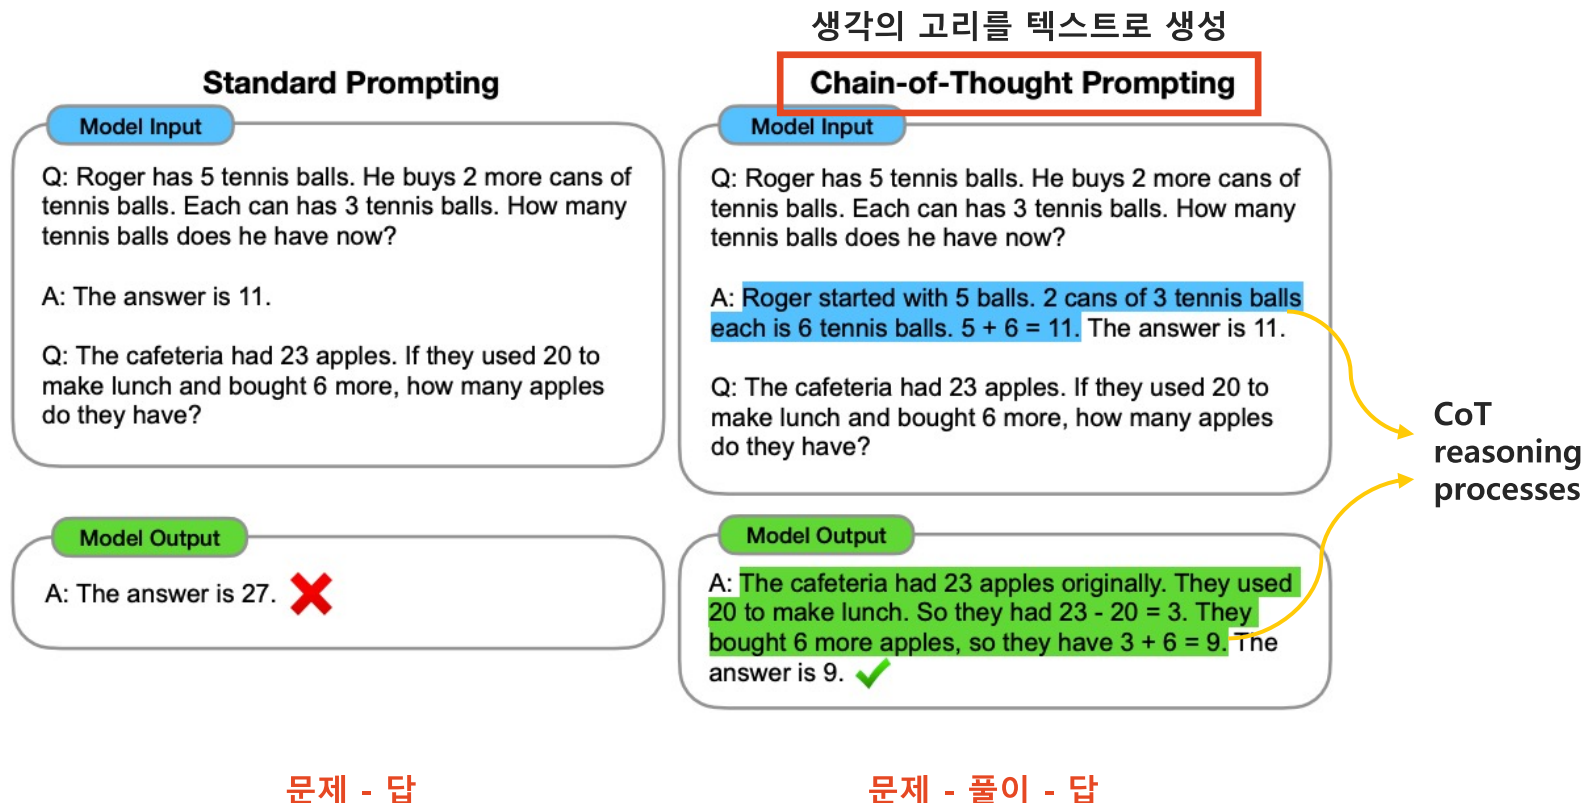 생각의 고리를 텍스트로 생성
Standard Prompting
Model Input
Q: Roger has 5 tennis balls. He buys 2 more cans of
tennis balls. Each can has 3 tennis balls. How many
tennis balls does he have now?
A: The answer is 11.
Q: The cafeteria had 23 apples. If they used 20 to
make lunch and bought 6 more, how many apples
do they have?
Model Output
A: The answer is 27.
문제 - 답
Chain-of-Thought Prompting
Model Input
Q: Roger has 5 tennis balls. He buys 2 more cans of
tennis balls. Each can has 3 tennis balls. How many
tennis balls does he have now?
A: Roger started with 5 balls. 2 cans of 3 tennis balls
each is 6 tennis balls. 5 + 6 = 11. The answer is 11.
Q: The cafeteria had 23 apples. If they used 20 to
make lunch and bought 6 more, how many apples
do they have?
Model Output
A: The cafeteria had 23 apples originally. They used
20 to make lunch. So they had 23 - 20 = 3. They
bought 6 more apples, so they have 3 + 6 = 9. The
answer is 9.
문제 - 풀이 - 답
CoT
reasoning
processes